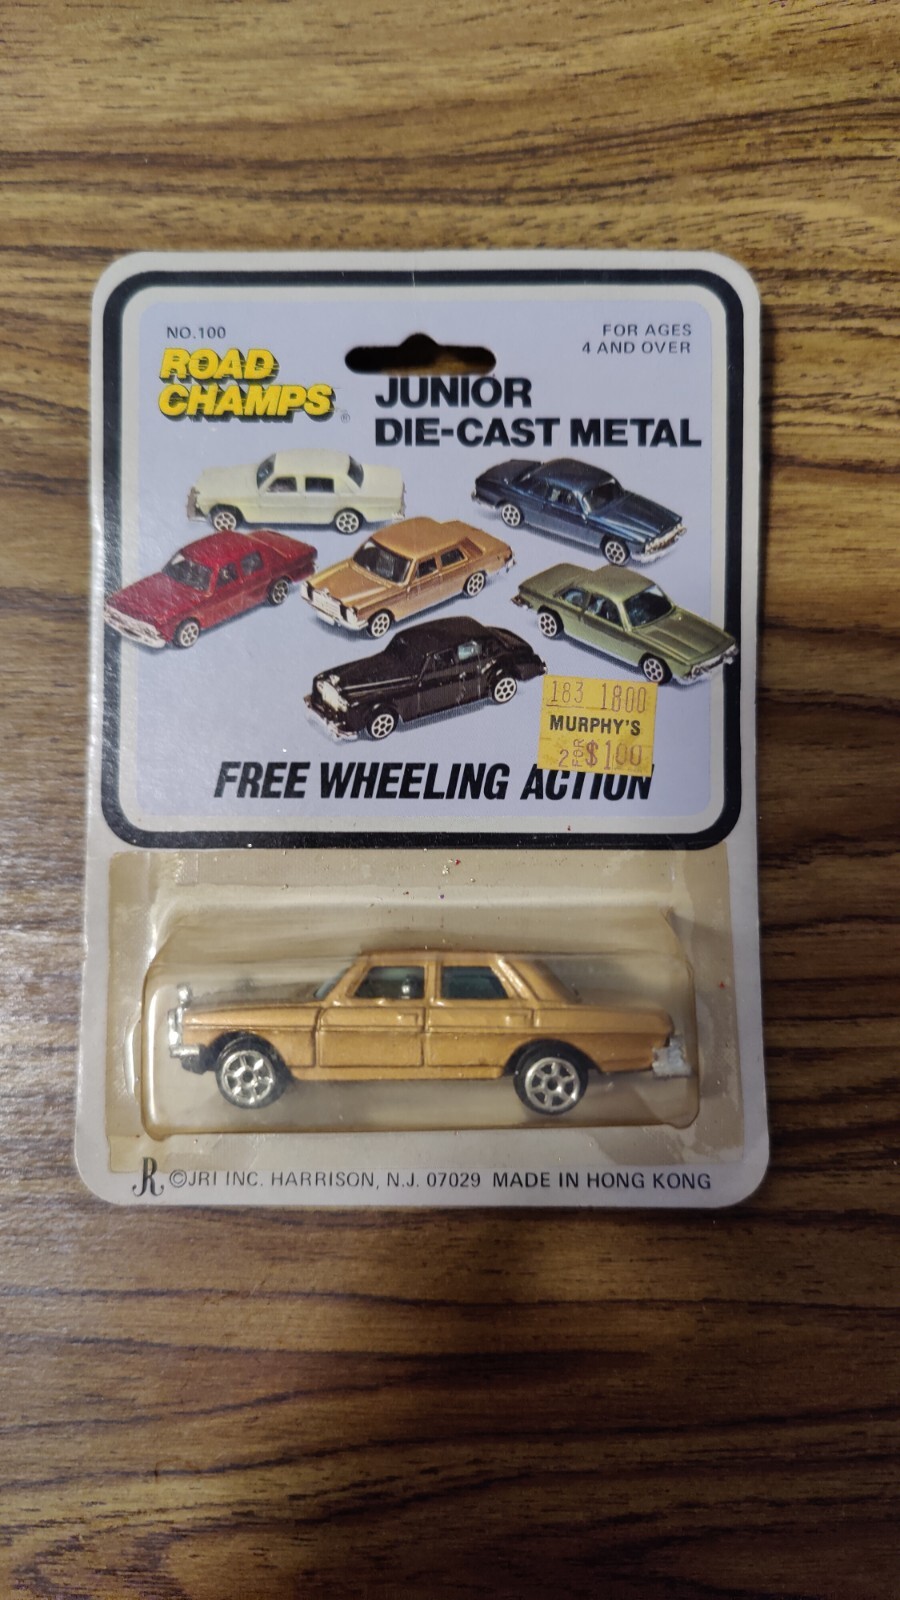 NO.100
FOR AGES
4 AND OVER
ROAD
CHAMPS®
JUNIOR
DIE-CAST METAL
183 1800
MURPHY'S
2 FOR $1.00
FREE WHEELING ACTION
JR ©JRI INC. HARRISON, N.J. 07029 MADE IN HONG KONG